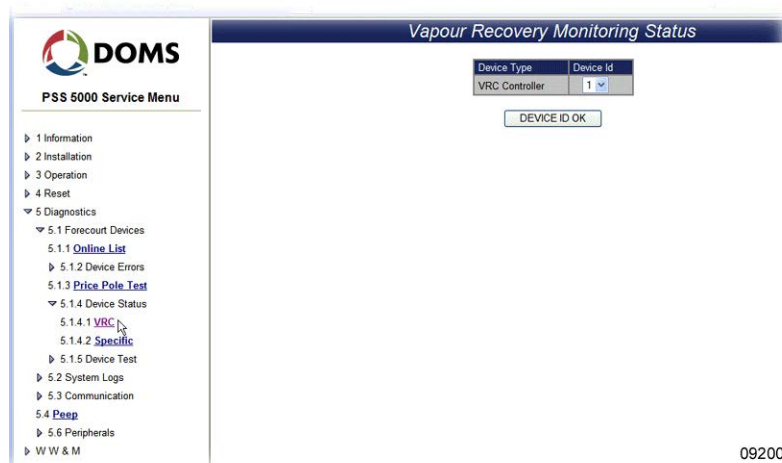 DOMS
PSS 5000 Service Menu
1 Information
2 Installation
3 Operation
4 Reset
5 Diagnostics
5.1 Forecourt Devices
5.1.1 Online List
5.1.2 Device Errors
5.1.3 Price Pole Test
5.1.4 Device Status
5.1.4.1 VRC
5.1.4.2 Specific
5.1.5 Device Test
5.2 System Logs
5.3 Communication
5.4 Peep
5.6 Peripherals
W W & M
Vapour Recovery Monitoring Status
Device Type Device Id
VRC Controller 1
DEVICE ID OK
09200